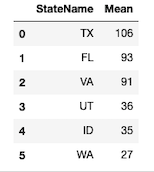 StateName Mean
0 TX 106
1 FL 93
2 VA 91
3 UT 36
4 ID 35
5 WA 27